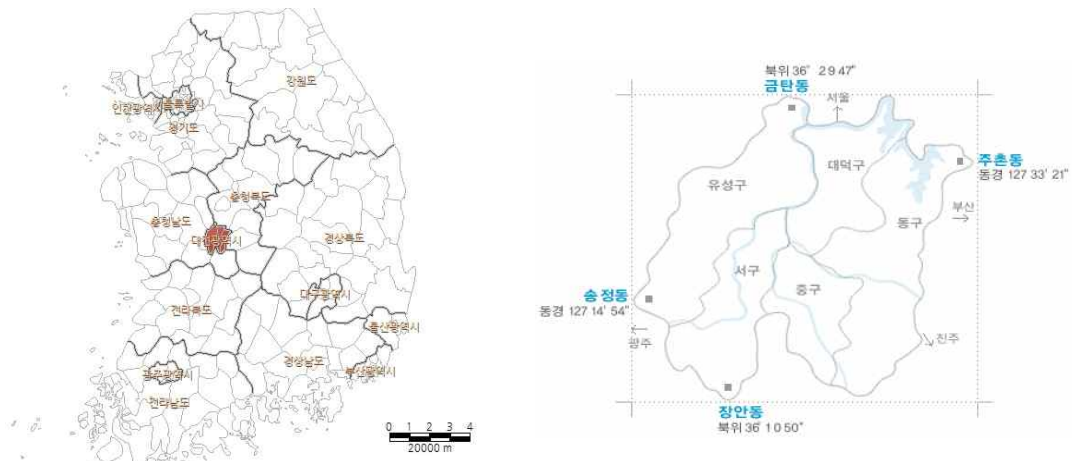 강원도
인천광역시
서울특별시
경기도
충청북도
충청남도
대전광역시
경상북도
대구광역시
전라북도
울산광역시
경상남도
광주광역시
부산광역시
전라남도
0 1 2 3 4
20000 m
북위 36° 29 47"
금탄동
서울
대덕구
주촌동
동경 127 33' 21"
유성구
부산
동구
서구
중구
송정동
동경 127 14' 54"
광주
진주
장안동
북위 36° 10 50"